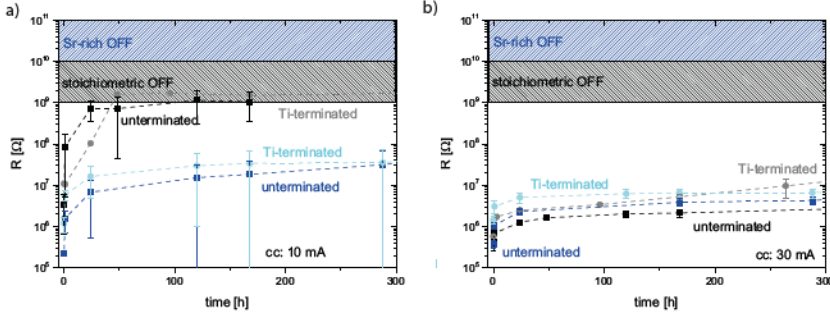 a)
10¹¹
10¹⁰
10⁹
10⁸
10⁷
10⁶
10⁵
R [Ω]
Sr-rich OFF
stoichiometric OFF
unterminated
Ti-terminated
Ti-terminated
unterminated
cc: 10 mA
0
100
200
300
time [h]
b)
10¹¹
10¹⁰
10⁹
10⁸
10⁷
10⁶
10⁵
R [Ω]
Sr-rich OFF
stoichiometric OFF
Ti-terminated
Ti-terminated
unterminated
unterminated
cc: 30 mA
0
100
200
300
time [h]